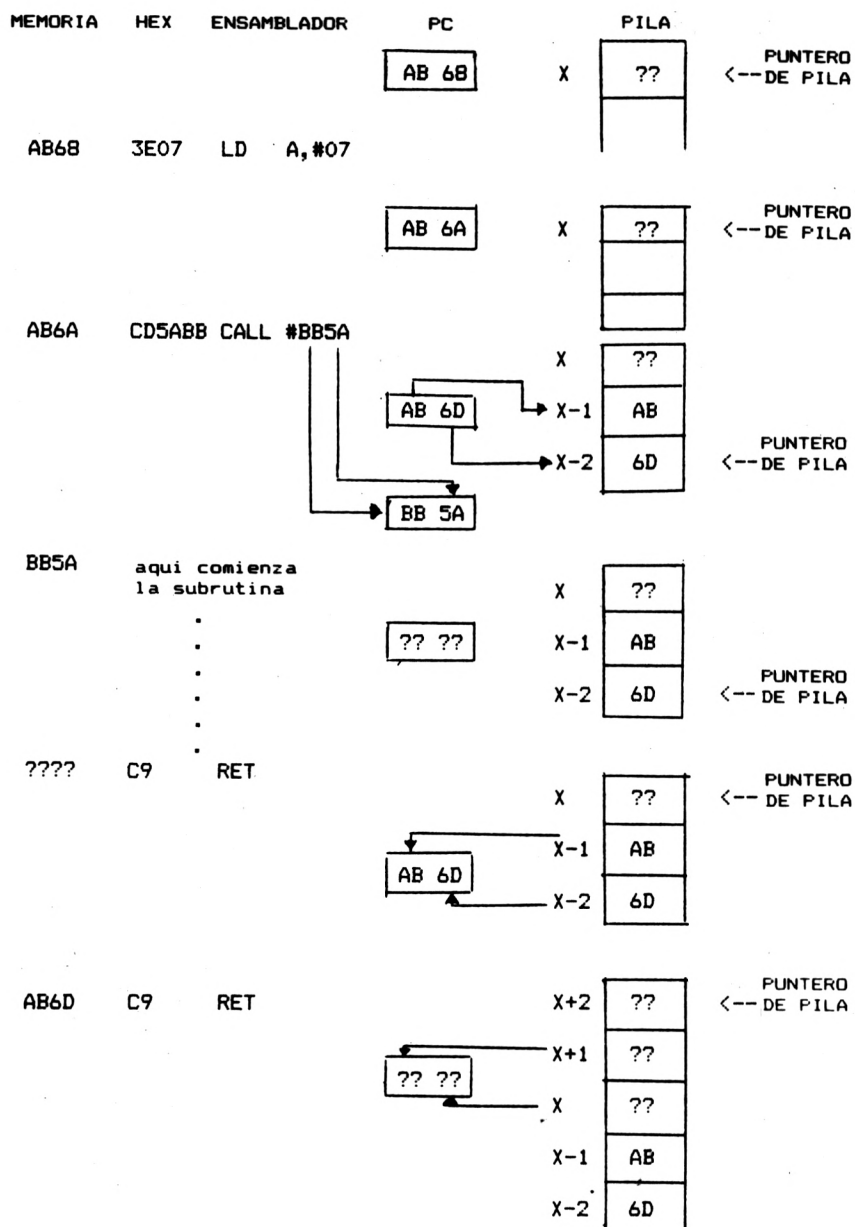 MEMORIA HEX ENSAMBLADOR PC PILA
AB 68 X ?? <-- PUNTERO DE PILA
AB68 3E07 LD A,#07
AB 6A X ?? <-- PUNTERO DE PILA
AB6A CD5ABB CALL #BB5A
X ??
AB 6D X-1 AB
X-2 6D <-- PUNTERO DE PILA
BB 5A
BB5A aqui comienza
la subrutina
X ??
?? ?? X-1 AB
X-2 6D <-- PUNTERO DE PILA
???? C9 RET
X ?? <-- PUNTERO DE PILA
X-1 AB
AB 6D
X-2 6D
AB6D C9 RET X+2 ?? <-- PUNTERO DE PILA
X+1 ??
?? ??
X ??
X-1 AB
X-2 6D